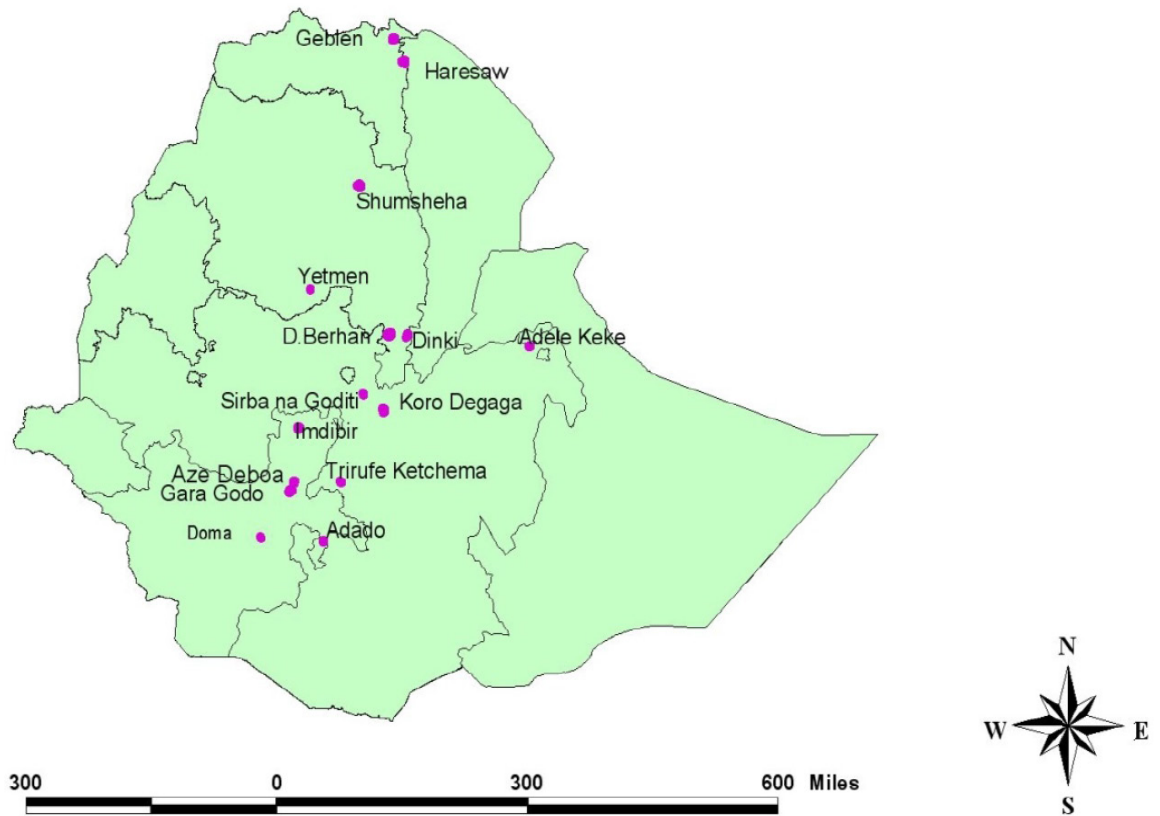 Geblen
Haresaw
Shumsheha
Yetmen
D.Berhan
Dinki
Adele Keke
Sirba na Goditi
Koro Degaga
Imdibir
Aze Deboa
Trirufe Ketchema
Gara Godo
Doma
Adado
N
W
E
S
300 0 300 600 Miles